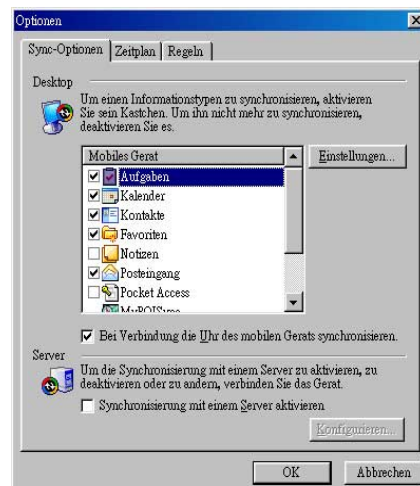 Optionen
Sync-Optionen Zeitplan Regeln
Desktop
Um einen Informationstypen zu synchronisieren, aktivieren
Sie sein Kastchen. Um ihn nicht mehr zu synchronisieren,
deaktivieren Sie es.
Mobiles Gerat
Einstellungen...
Aufgaben
Kalender
Kontakte
Favoriten
Notizen
Posteingang
Pocket Access
Bei Verbindung die Uhr des mobilen Gerats synchronisieren.
Server
Um die Synchronisierung mit einem Server zu aktivieren, zu
deaktivieren oder zu andern, verbinden Sie das Gerat.
Synchronisierung mit einem Server aktivieren
Konfigurieren...
OK Abbrechen